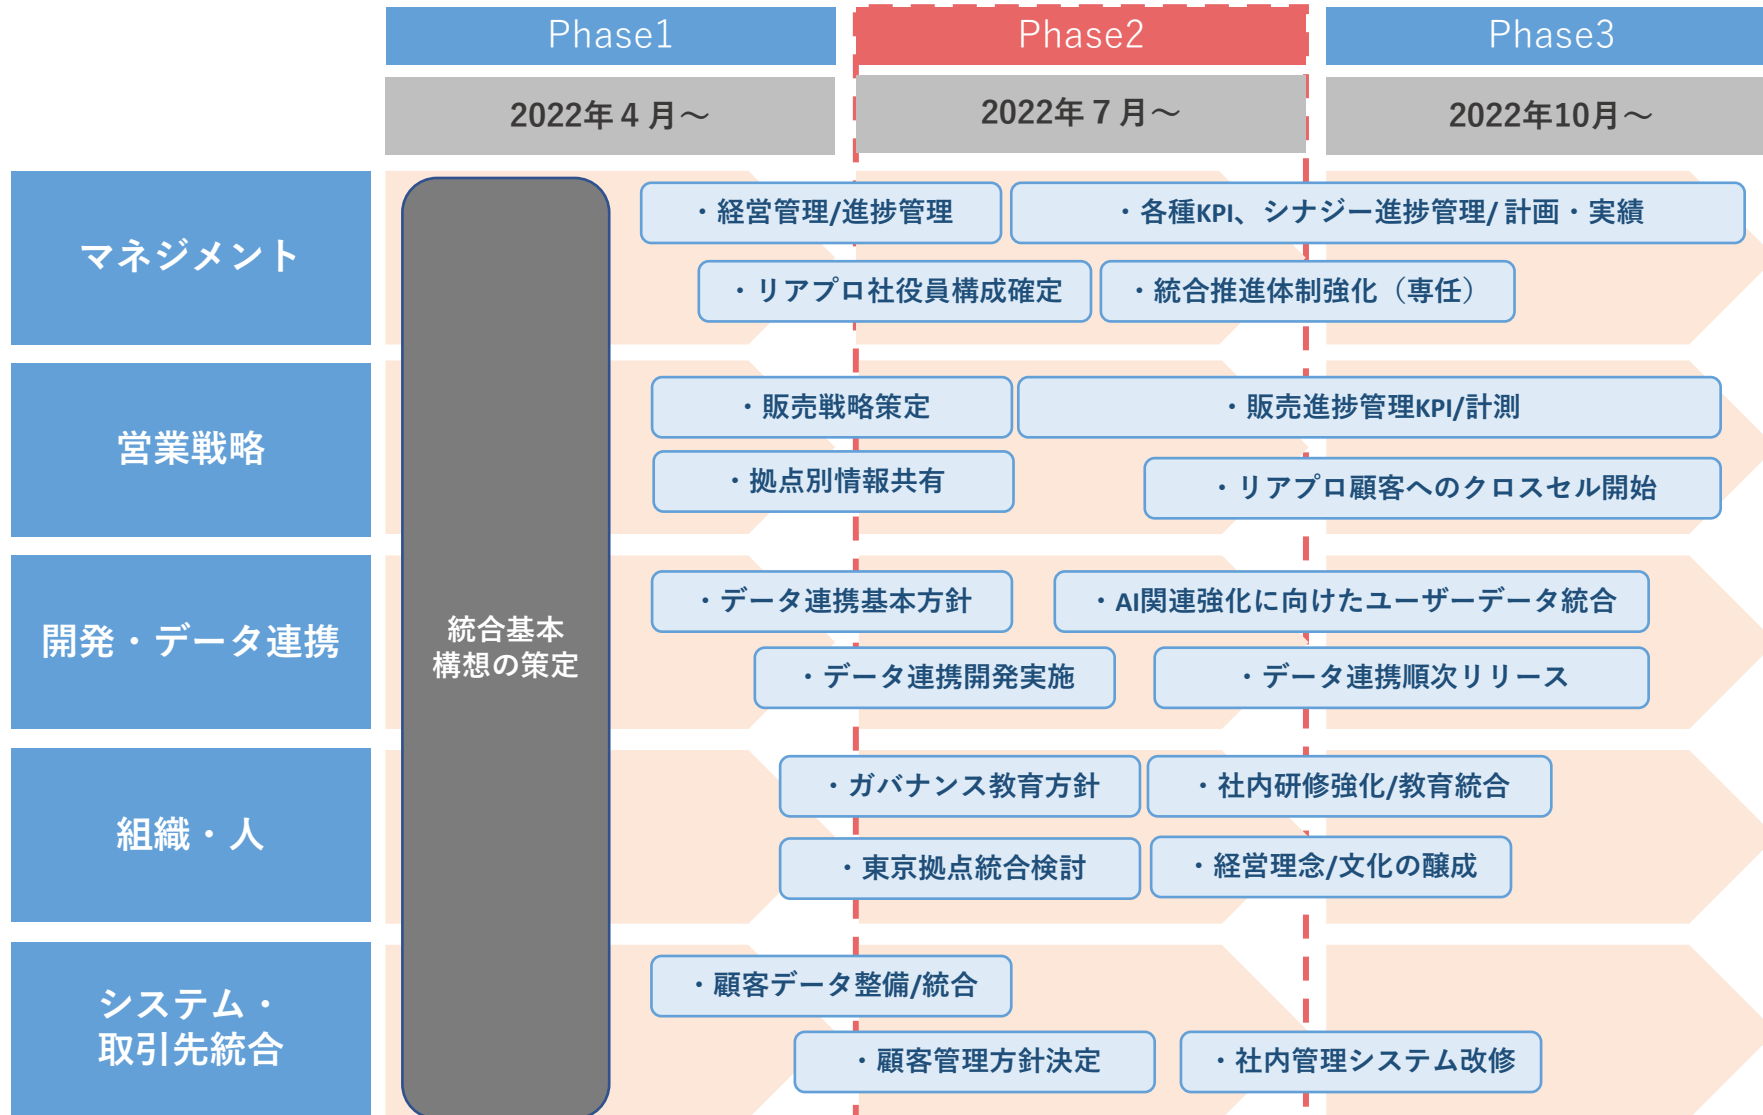 Phase1
Phase2
Phase3
2022年４月～
2022年７月～
2022年10月～
マネジメント
・経営管理/進捗管理
・各種KPI、シナジー進捗管理/ 計画・実績
・リアプロ社役員構成確定
・統合推進体制強化（専任）
営業戦略
・販売戦略策定
・販売進捗管理KPI/計測
・拠点別情報共有
・リアプロ顧客へのクロスセル開始
開発・データ連携
統合基本
構想の策定
・データ連携基本方針
・AI関連強化に向けたユーザーデータ統合
・データ連携開発実施
・データ連携順次リリース
組織・人
・ガバナンス教育方針
・社内研修強化/教育統合
・東京拠点統合検討
・経営理念/文化の醸成
システム・
取引先統合
・顧客データ整備/統合
・顧客管理方針決定
・社内管理システム改修